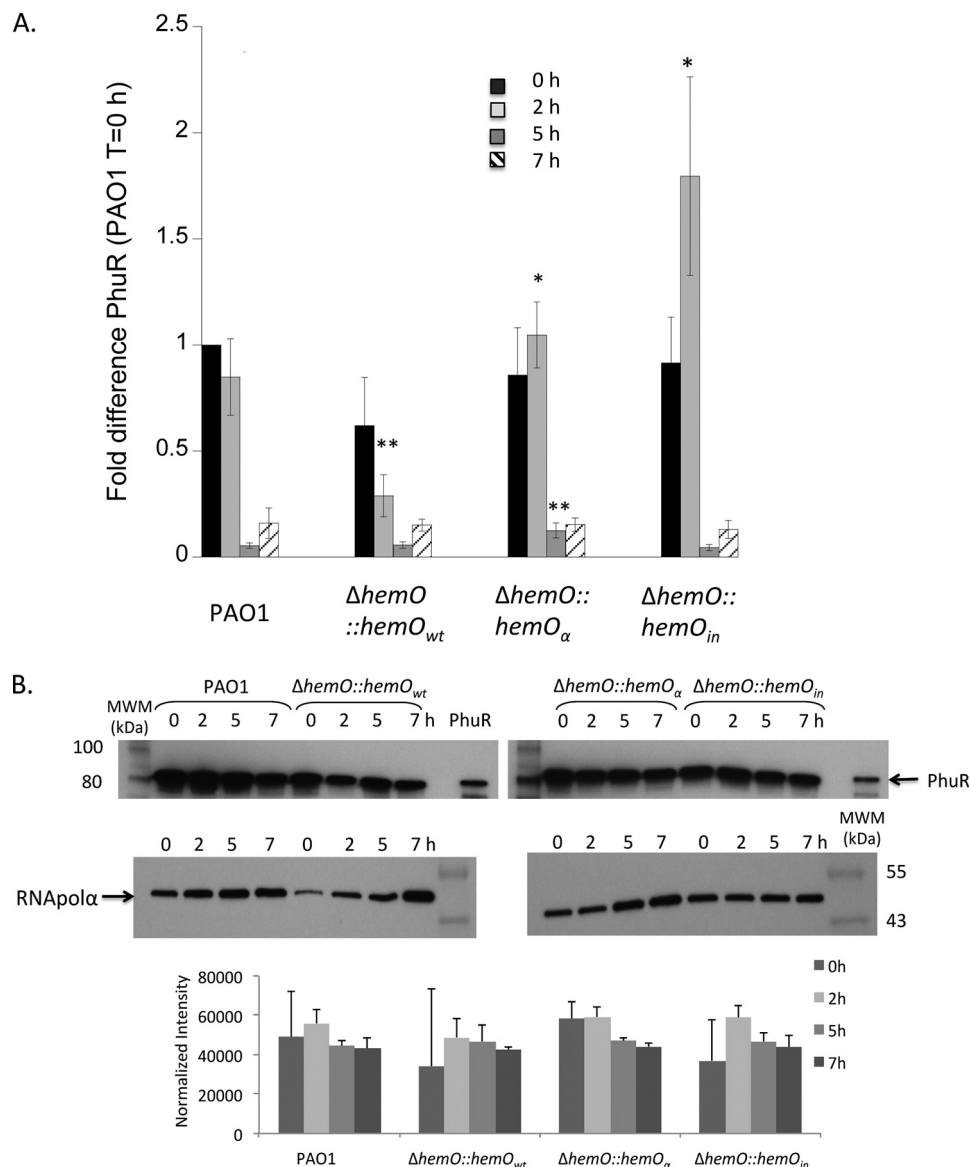 A.
Fold difference PhuR (PAO1 T=0 h)
2.5
2
1.5
1
0.5
0
0 h
2 h
5 h
7 h
**
*
**
*
PAO1
ΔhemO
::hemOwt
ΔhemO::
hemOα
ΔhemO::
hemOin
B.
PAO1 ΔhemO::hemOwt
MWM
(kDa)
0 2 5 7 0 2 5 7 h PhuR
100
80
ΔhemO::hemOα ΔhemO::hemOin
0 2 5 7 0 2 5 7 h
PhuR
0 2 5 7 0 2 5 7 h
RNApolα
0 2 5 7 0 2 5 7 h
MWM
(kDa)
55
43
Normalized Intensity
80000
60000
40000
20000
0
0h
2h
5h
7h
PAO1 ΔhemO::hemOwt ΔhemO::hemOα ΔhemO::hemOin